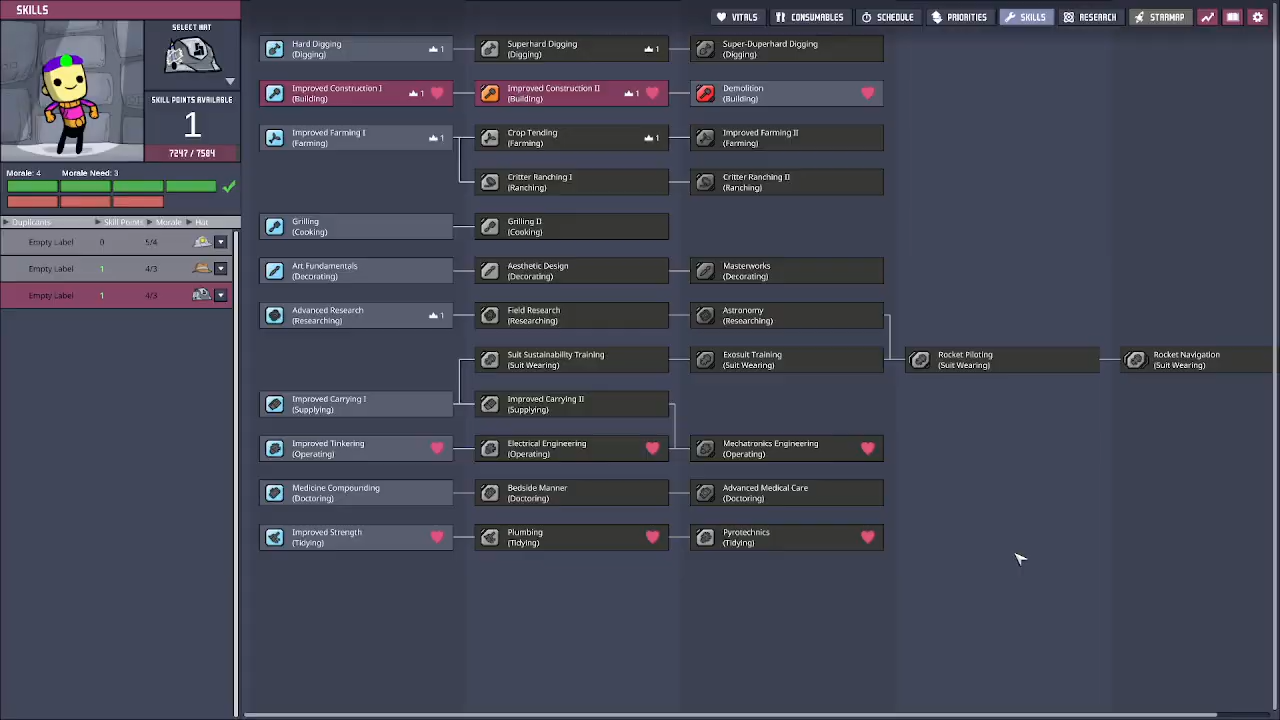 SKILLS
VITALS
CONSUMABLES
SCHEDULE
PRIORITIES
SKILLS
RESEARCH
STARMAP
SELECT HAT
SKILL POINTS AVAILABLE
1
7247 / 7584
Morale: 4
Morale Need: 3
Duplicants
Skill Points
Morale
Hat
Empty Label 0 5/4
Empty Label 1 4/3
Empty Label 1 4/3
Hard Digging
(Digging)
1
Superhard Digging
(Digging)
1
Super-Duperhard Digging
(Digging)
Improved Construction I
(Building)
1
Improved Construction II
(Building)
1
Demolition
(Building)
Improved Farming I
(Farming)
1
Crop Tending
(Farming)
1
Improved Farming II
(Farming)
Critter Ranching I
(Ranching)
Critter Ranching II
(Ranching)
Grilling
(Cooking)
Grilling II
(Cooking)
Art Fundamentals
(Decorating)
Aesthetic Design
(Decorating)
Masterworks
(Decorating)
Advanced Research
(Researching)
1
Field Research
(Researching)
Astronomy
(Researching)
Suit Sustainability Training
(Suit Wearing)
Exosuit Training
(Suit Wearing)
Rocket Piloting
(Suit Wearing)
Rocket Navigation
(Suit Wearing)
Improved Carrying I
(Supplying)
Improved Carrying II
(Supplying)
Improved Tinkering
(Operating)
Electrical Engineering
(Operating)
Mechatronics Engineering
(Operating)
Medicine Compounding
(Doctoring)
Bedside Manner
(Doctoring)
Advanced Medical Care
(Doctoring)
Improved Strength
(Tidying)
Plumbing
(Tidying)
Pyrotechnics
(Tidying)